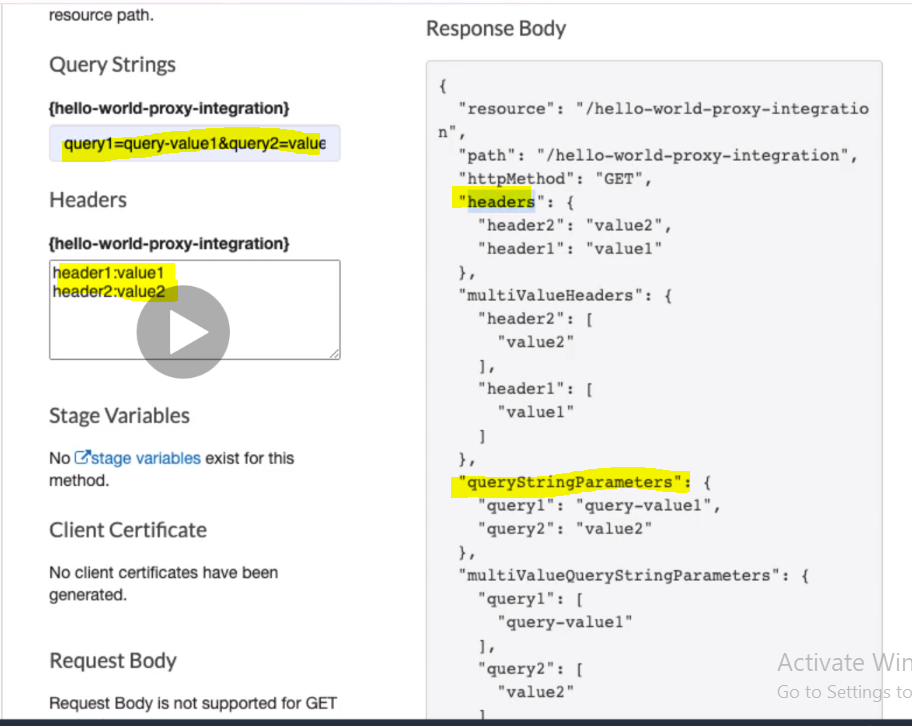 resource path.
Query Strings
{hello-world-proxy-integration}
query1=query-value1&query2=value
Headers
{hello-world-proxy-integration}
header1:value1
header2:value2
Stage Variables
No stage variables exist for this
method.
Client Certificate
No client certificates have been
generated.
Request Body
Request Body is not supported for GET
Response Body
{
"resource": "/hello-world-proxy-integratio
n",
"path": "/hello-world-proxy-integration",
"httpMethod": "GET",
"headers": {
"header2": "value2",
"header1": "value1"
},
"multiValueHeaders": {
"header2": [
"value2"
],
"header1": [
"value1"
]
},
"queryStringParameters": {
"query1": "query-value1",
"query2": "value2"
},
"multiValueQueryStringParameters": {
"query1": [
"query-value1"
],
"query2": [
"value2"
]
Activate Win
Go to Settings to